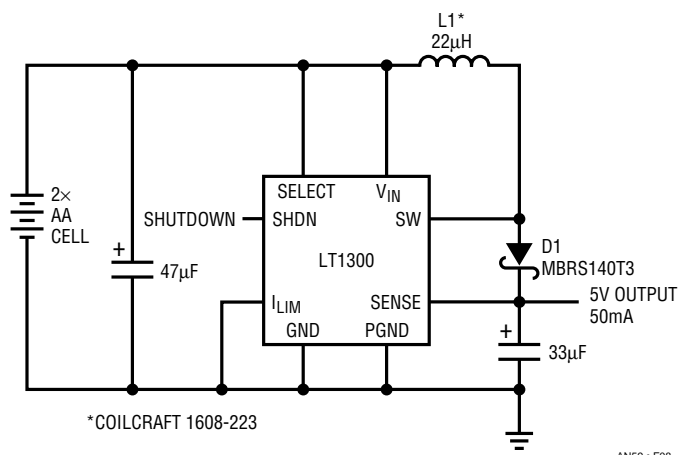 L1*
22µH
2×
AA
CELL
+
47µF
SHUTDOWN
SELECT
VIN
SHDN
SW
LT1300
ILIM
SENSE
GND
PGND
D1
MBRS140T3
5V OUTPUT
50mA
+
33µF
*COILCRAFT 1608-223